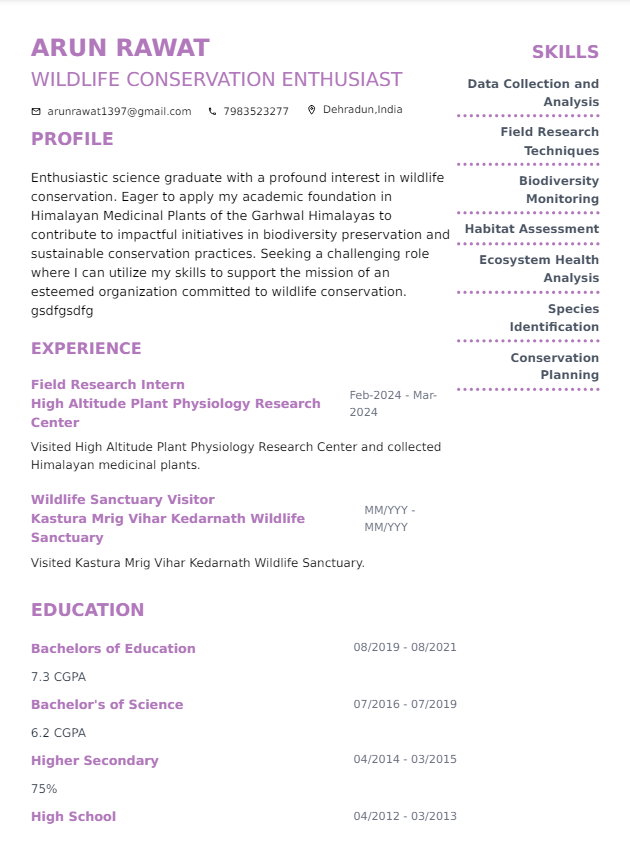 ARUN RAWAT
WILDLIFE CONSERVATION ENTHUSIAST
arunrawat1397@gmail.com 7983523277 Dehradun,India
PROFILE
Enthusiastic science graduate with a profound interest in wildlife
conservation. Eager to apply my academic foundation in
Himalayan Medicinal Plants of the Garhwal Himalayas to
contribute to impactful initiatives in biodiversity preservation and
sustainable conservation practices. Seeking a challenging role
where I can utilize my skills to support the mission of an
esteemed organization committed to wildlife conservation.
gsdfgsdfg
EXPERIENCE
Field Research Intern
High Altitude Plant Physiology Research
Center
Feb-2024 - Mar-
2024
Visited High Altitude Plant Physiology Research Center and collected
Himalayan medicinal plants.
Wildlife Sanctuary Visitor
Kastura Mrig Vihar Kedarnath Wildlife
Sanctuary
MM/YYY -
MM/YYY
Visited Kastura Mrig Vihar Kedarnath Wildlife Sanctuary.
EDUCATION
Bachelors of Education 08/2019 - 08/2021
7.3 CGPA
Bachelor's of Science 07/2016 - 07/2019
6.2 CGPA
Higher Secondary 04/2014 - 03/2015
75%
High School 04/2012 - 03/2013
SKILLS
Data Collection and
Analysis
Field Research
Techniques
Biodiversity
Monitoring
Habitat Assessment
Ecosystem Health
Analysis
Species
Identification
Conservation
Planning